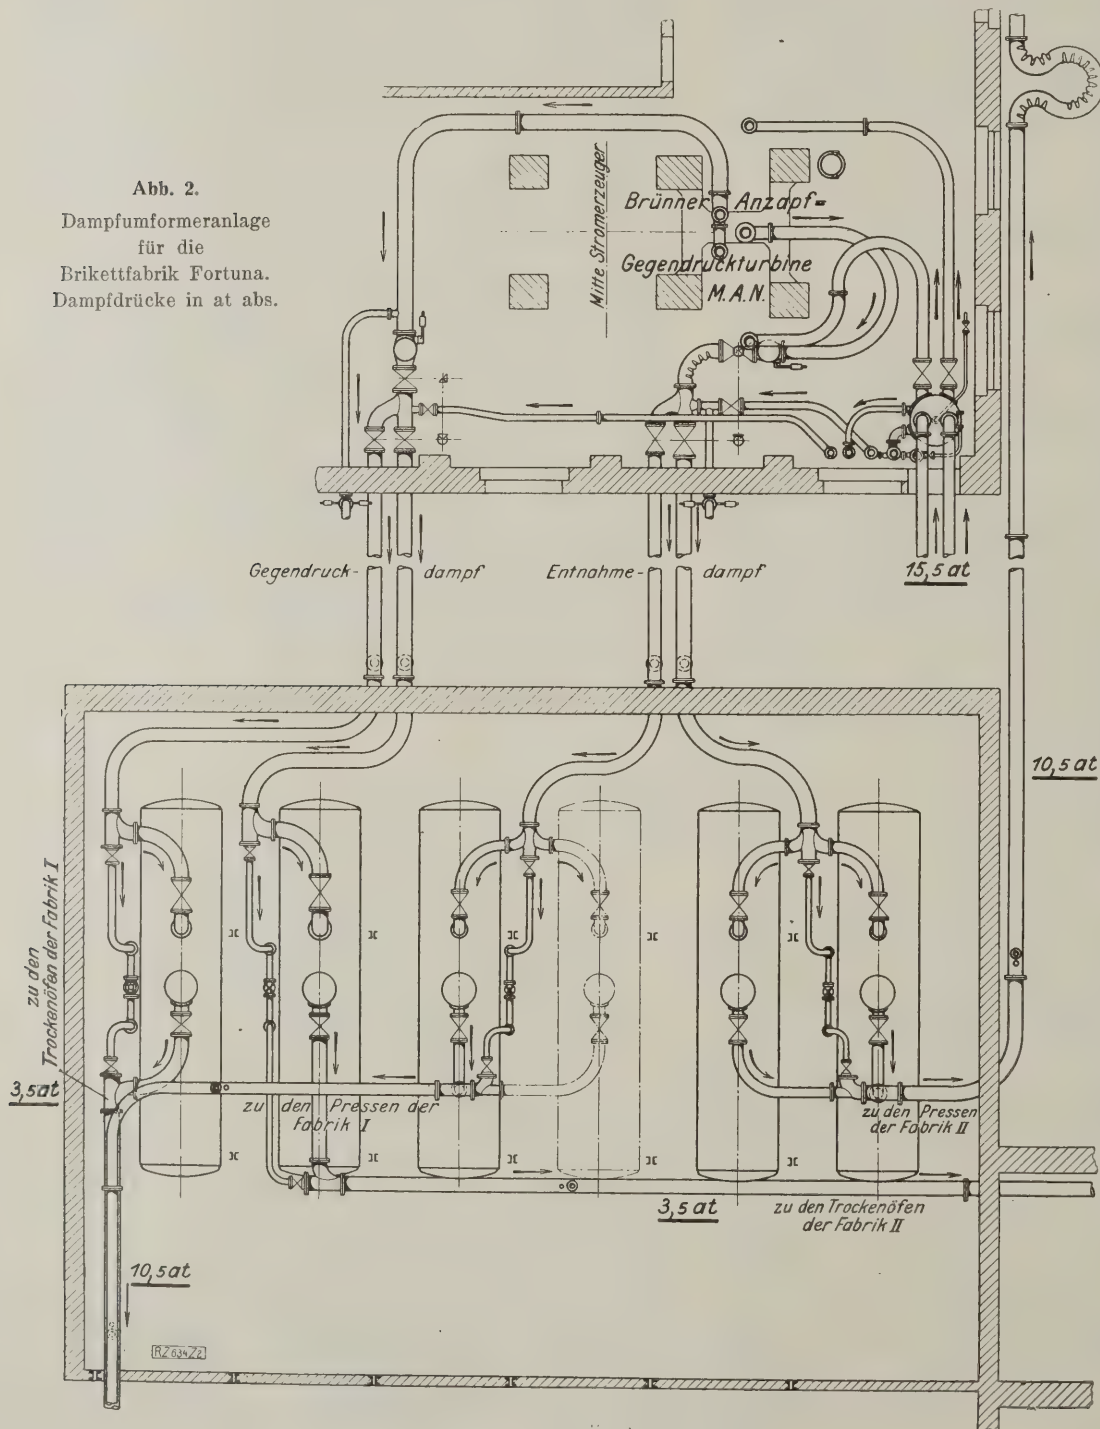 Abb. 2.
Dampfumformeranlage
für die
Brikettfabrik Fortuna.
Dampfdrücke in at abs.
Mitte Stromerzeuger
Brünner Anzapf=
Gegendruckturbine
M.A.N.
Gegendruck- dampf
Entnahme- dampf
15,5 at
10,5 at
zu den
Trockenöfen der Fabrik I
3,5 at
zu den Pressen der
Fabrik I
zu den Pressen
der Fabrik II
3,5 at
zu den Trockenöfen
der Fabrik II
10,5 at
RZ634Z2